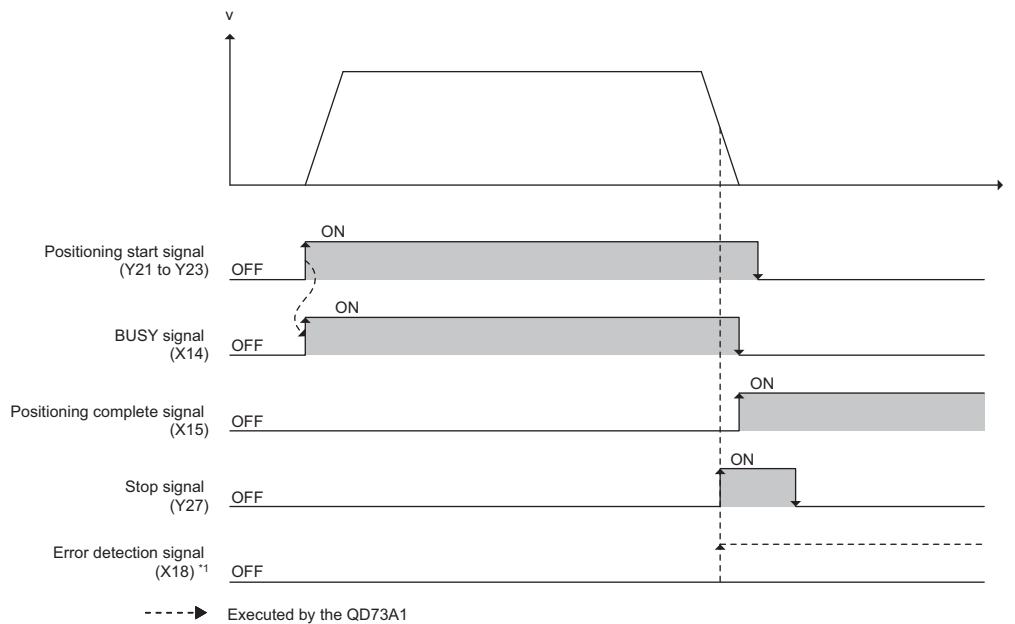 v
ON
Positioning start signal
(Y21 to Y23)
OFF
ON
BUSY signal
(X14)
OFF
ON
Positioning complete signal
(X15)
OFF
ON
Stop signal
(Y27)
OFF
Error detection signal
(X18) *1
OFF
Executed by the QD73A1